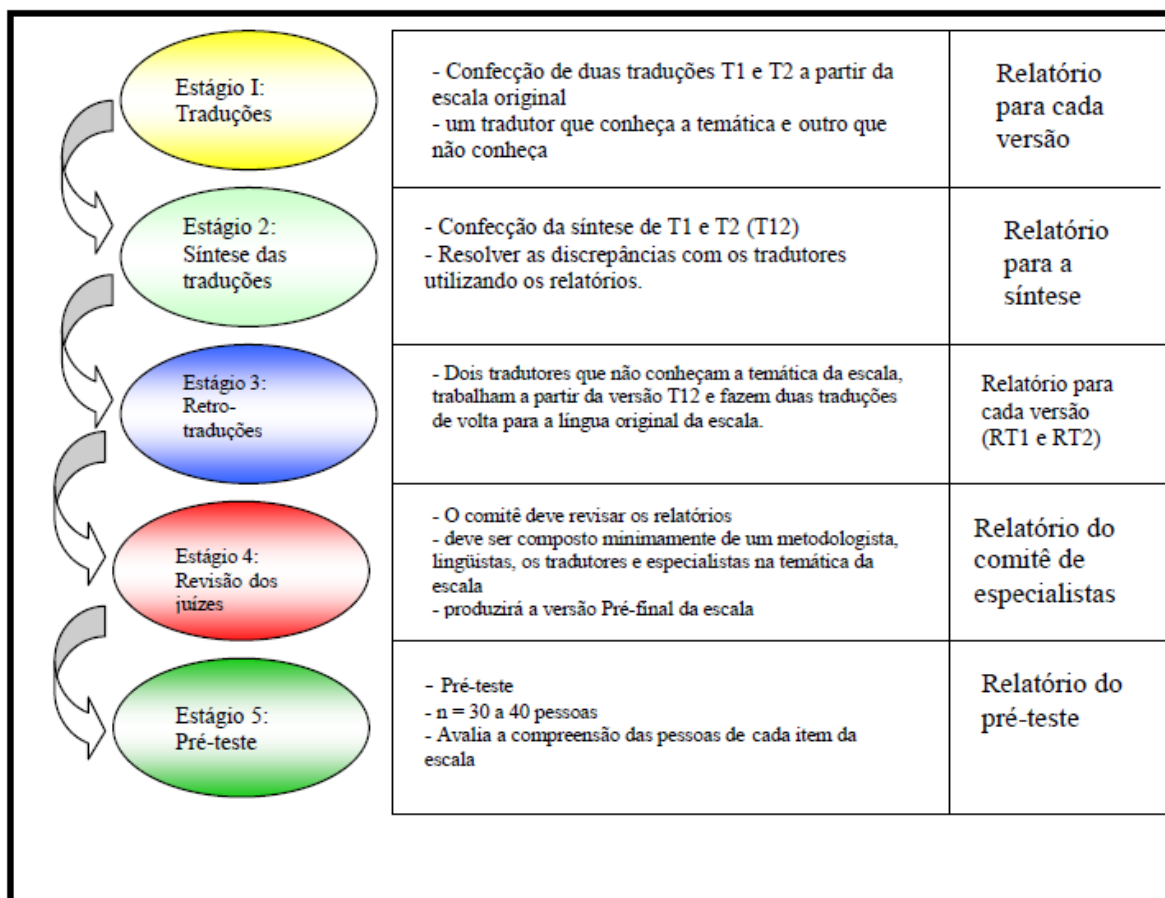 Estágio I:
Traduções
- Confecção de duas traduções T1 e T2 a partir da
escala original
- um tradutor que conheça a temática e outro que
não conheça
Relatório
para cada
versão
Estágio 2:
Síntese das
traduções
- Confecção da síntese de T1 e T2 (T12)
- Resolver as discrepâncias com os tradutores
utilizando os relatórios.
Relatório
para a
síntese
Estágio 3:
Retro-
traduções
- Dois tradutores que não conheçam a temática da escala,
trabalham a partir da versão T12 e fazem duas traduções
de volta para a língua original da escala.
Relatório para
cada versão
(RT1 e RT2)
Estágio 4:
Revisão dos
juízes
- O comitê deve revisar os relatórios
- deve ser composto minimamente de um metodologista,
lingüistas, os tradutores e especialistas na temática da
escala
- produzirá a versão Pré-final da escala
Relatório do
comitê de
especialistas
Estágio 5:
Pré-teste
- Pré-teste
- n = 30 a 40 pessoas
- Avalia a compreensão das pessoas de cada item da
escala
Relatório do
pré-teste